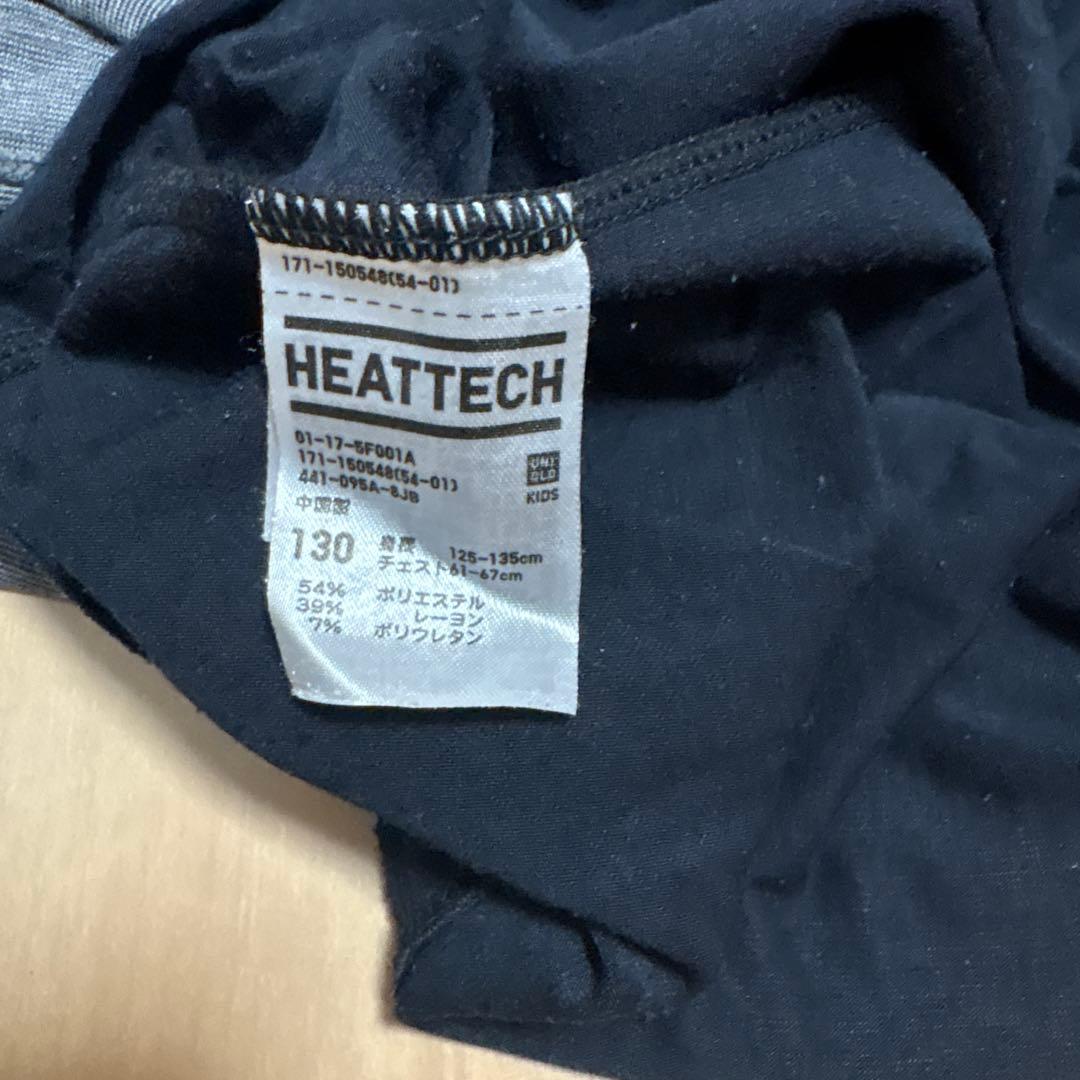 171-150548(54-01)
HEATTECH
01-17-5F001A
171-150548(54-01)
441-095A-8JB
UNI
QLO
KIDS
中国製
130
身長 125-135cm
チェスト61-67cm
54% ポリエステル
39% レーヨン
7% ポリウレタン